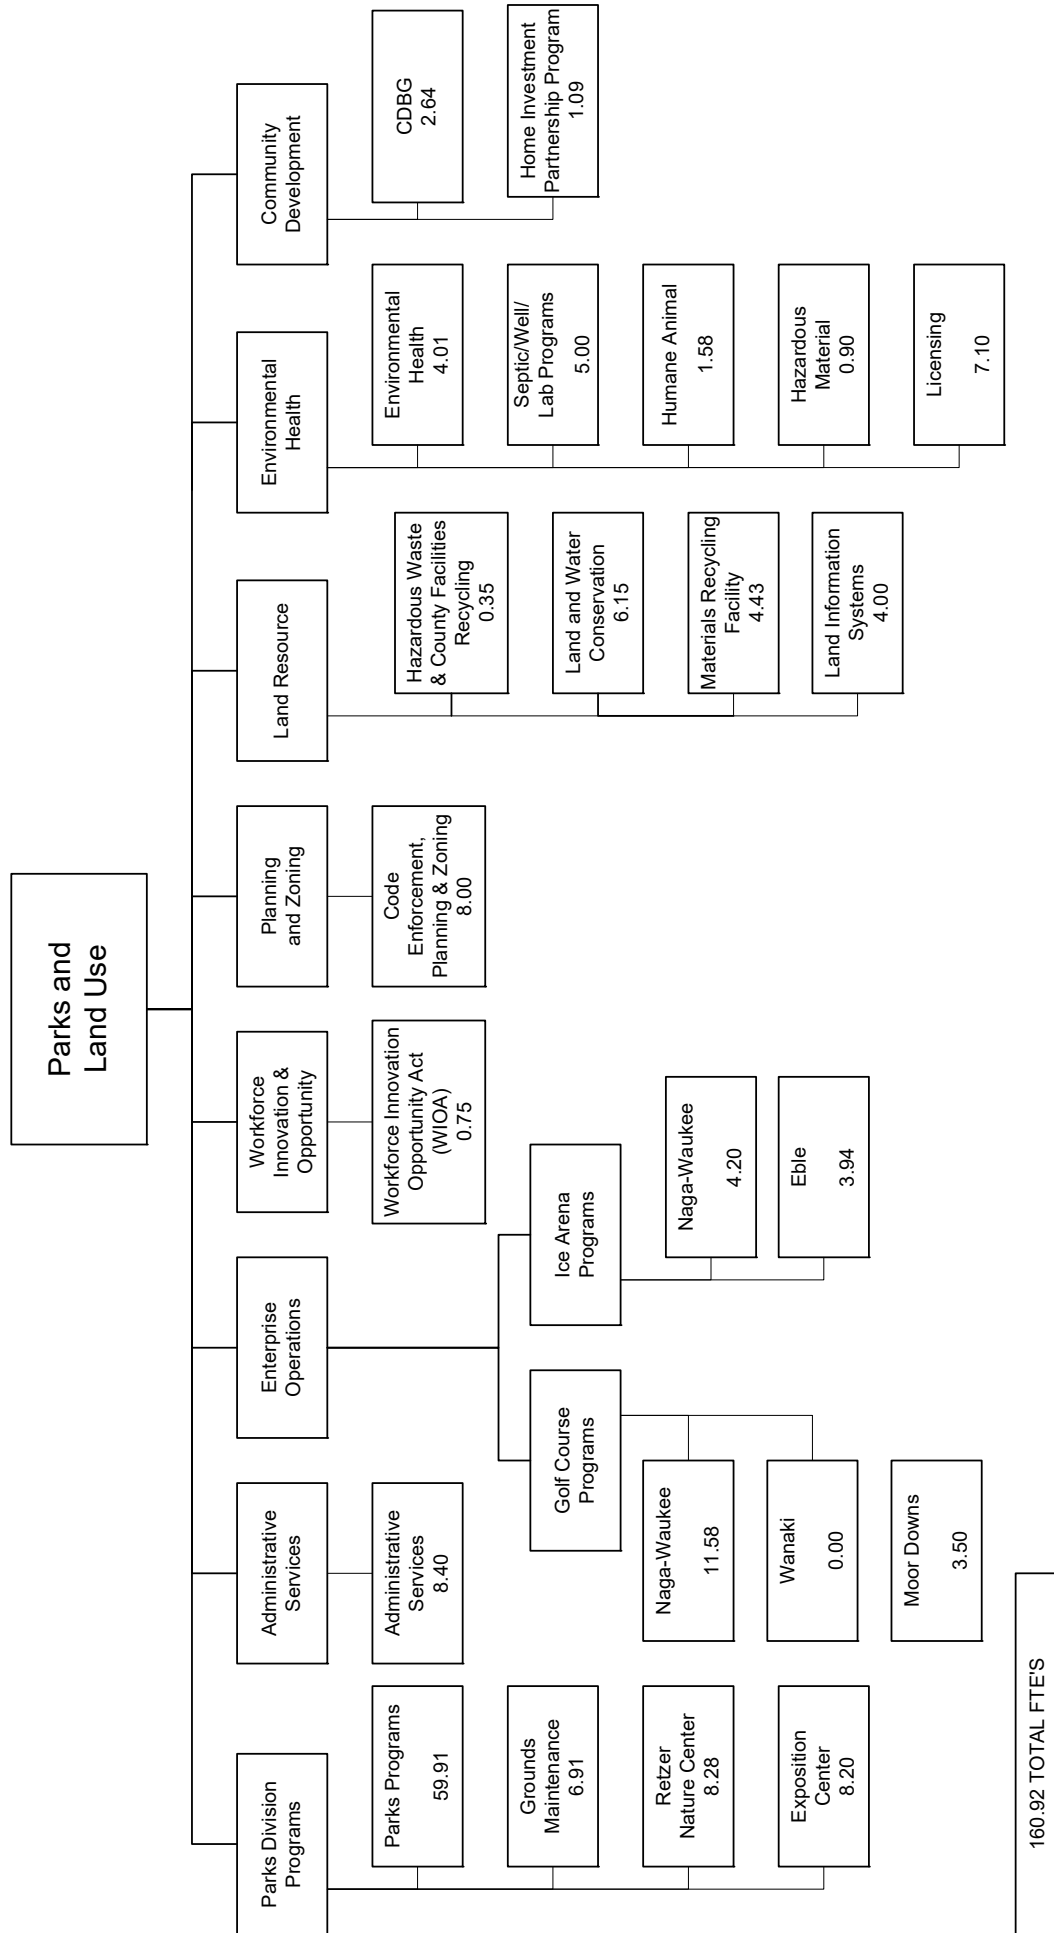 Parks and
Land Use
Parks Division
Programs
Parks Programs
59.91
Grounds
Maintenance
6.91
Retzer
Nature Center
8.28
Exposition
Center
8.20
Administrative
Services
Administrative
Services
8.40
Enterprise
Operations
Golf Course
Programs
Naga-Waukee
11.58
Wanaki
0.00
Moor Downs
3.50
Ice Arena
Programs
Naga-Waukee
4.20
Eble
3.94
Workforce
Innovation &
Opportunity
Workforce Innovation
Opportunity Act
(WIOA)
0.75
Planning
and Zoning
Code
Enforcement,
Planning & Zoning
8.00
Land Resource
Hazardous Waste
& County Facilities
Recycling
0.35
Land and Water
Conservation
6.15
Materials Recycling
Facility
4.43
Land Information
Systems
4.00
Environmental
Health
Environmental
Health
4.01
Septic/Well/
Lab Programs
5.00
Humane Animal
1.58
Hazardous
Material
0.90
Licensing
7.10
Community
Development
CDBG
2.64
Home Investment
Partnership Program
1.09
160.92 TOTAL FTE'S